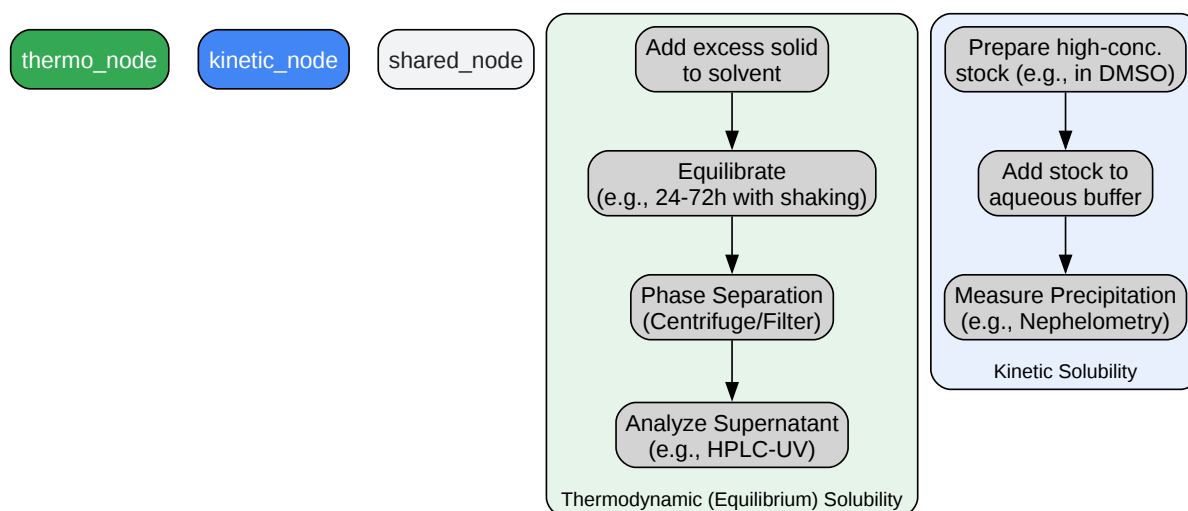 thermo_node
kinetic_node
shared_node
Add excess solid
to solvent
Equilibrate
(e.g., 24-72h with shaking)
Phase Separation
(Centrifuge/Filter)
Analyze Supernatant
(e.g., HPLC-UV)
Thermodynamic (Equilibrium) Solubility
Prepare high-conc.
stock (e.g., in DMSO)
Add stock to
aqueous buffer
Measure Precipitation
(e.g., Nephelometry)
Kinetic Solubility